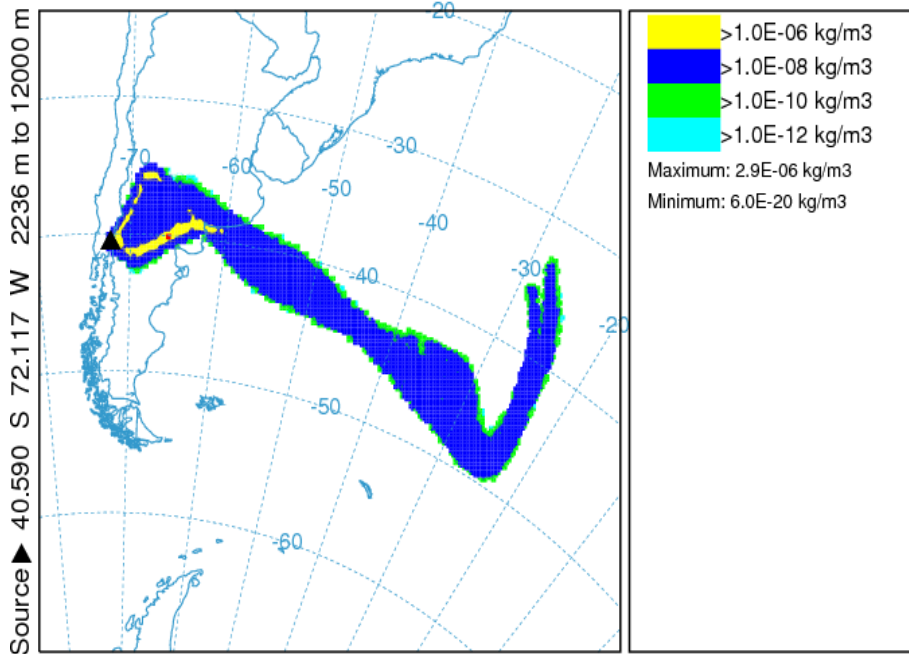 Source ▲ 40.590 S 72.117 W 2236 m to 12000 m
-20
-30
-70
-60
-50
-40
-40
-40
-30
-20
-50
-60
>1.0E-06 kg/m3
>1.0E-08 kg/m3
>1.0E-10 kg/m3
>1.0E-12 kg/m3
Maximum: 2.9E-06 kg/m3
Minimum: 6.0E-20 kg/m3